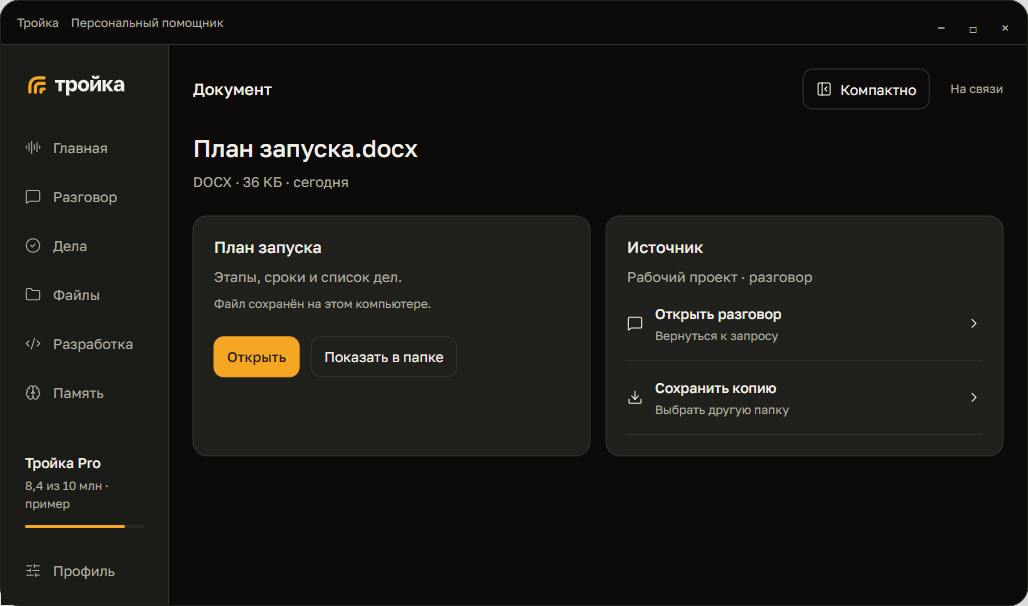 Тройка Персональный помощник
тройка
Главная
Разговор
Дела
Файлы
Разработка
Память
Тройка Pro
8,4 из 10 млн ·
пример
Профиль
Документ
Компактно
На связи
План запуска.docx
DOCX · 36 КБ · сегодня
План запуска
Этапы, сроки и список дел.
Файл сохранён на этом компьютере.
Открыть
Показать в папке
Источник
Рабочий проект · разговор
Открыть разговор
Вернуться к запросу
Сохранить копию
Выбрать другую папку